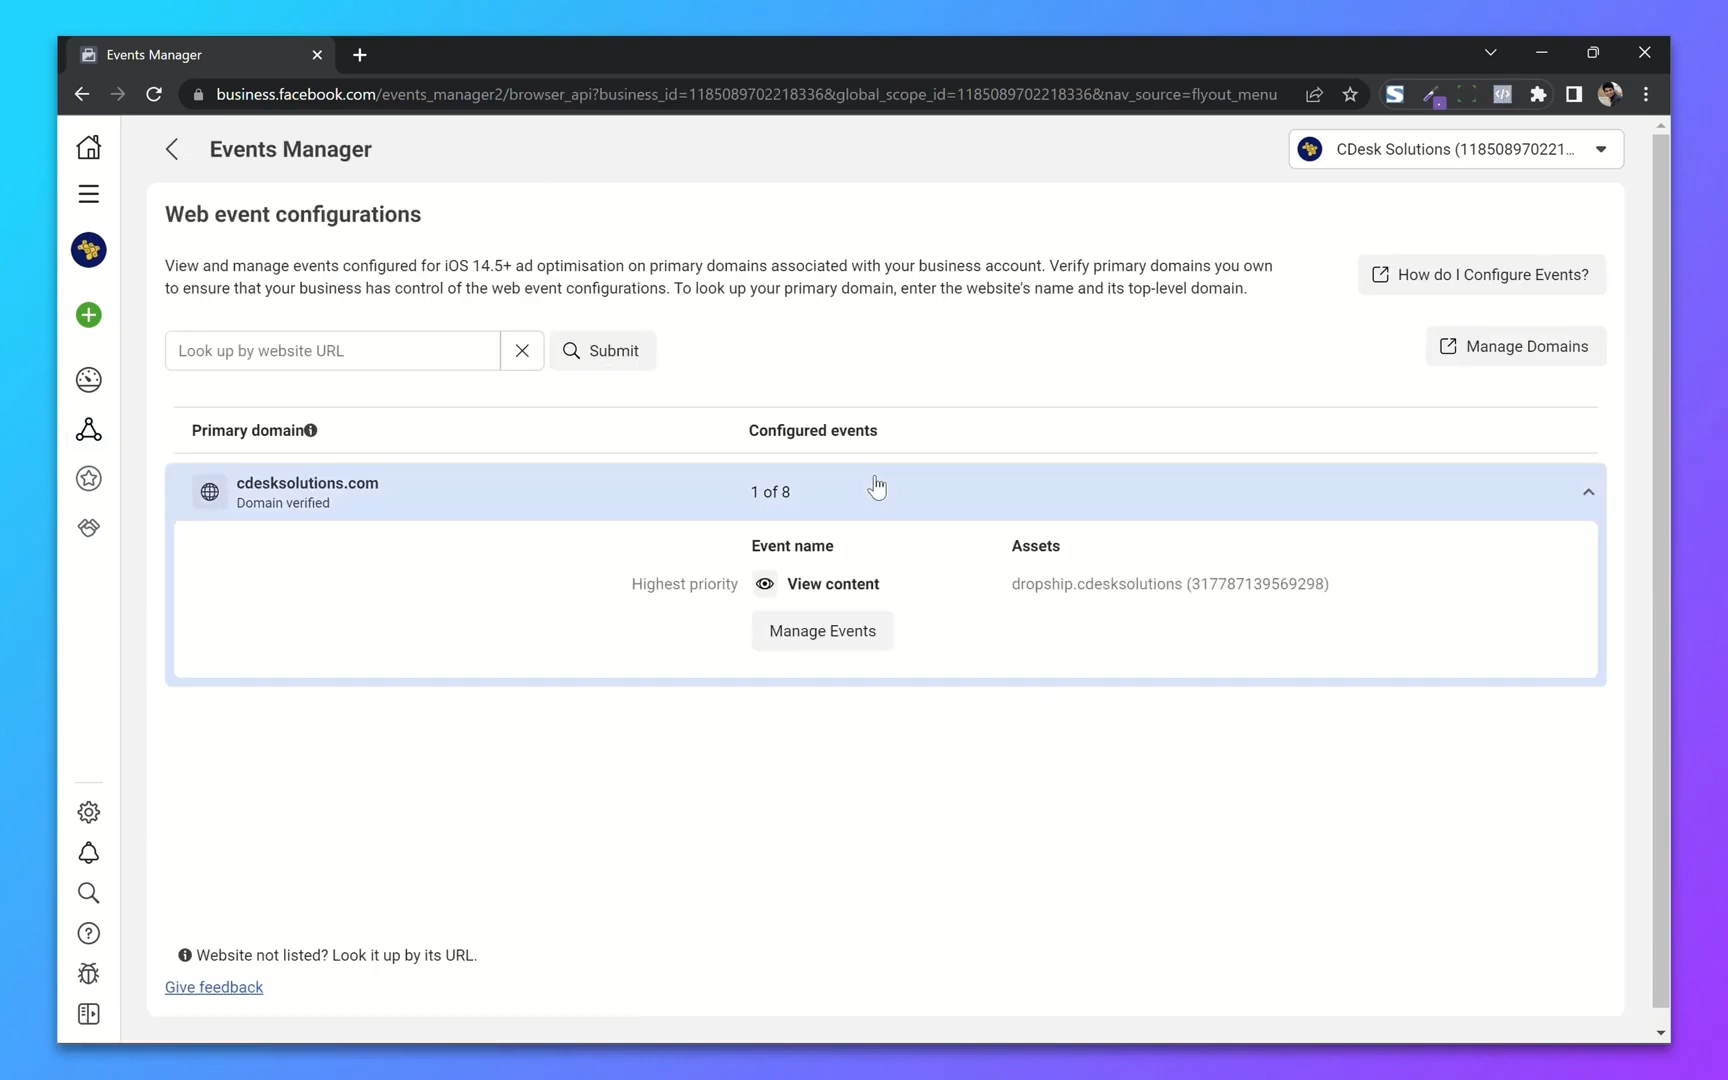 Events Manager
business.facebook.com/events_manager2/browser_api?business_id=1185089702218336&global_scope_id=1185089702218336&nav_source=flyout_menu
Events Manager
CDesk Solutions (118508970221...
Web event configurations
View and manage events configured for iOS 14.5+ ad optimisation on primary domains associated with your business account. Verify primary domains you own
to ensure that your business has control of the web event configurations. To look up your primary domain, enter the website's name and its top-level domain.
How do I Configure Events?
Look up by website URL
Submit
Manage Domains
Primary domain
Configured events
cdesksolutions.com
Domain verified
1 of 8
Event name
Assets
Highest priority
View content
dropship.cdesksolutions (317787139569298)
Manage Events
Website not listed? Look it up by its URL.
Give feedback